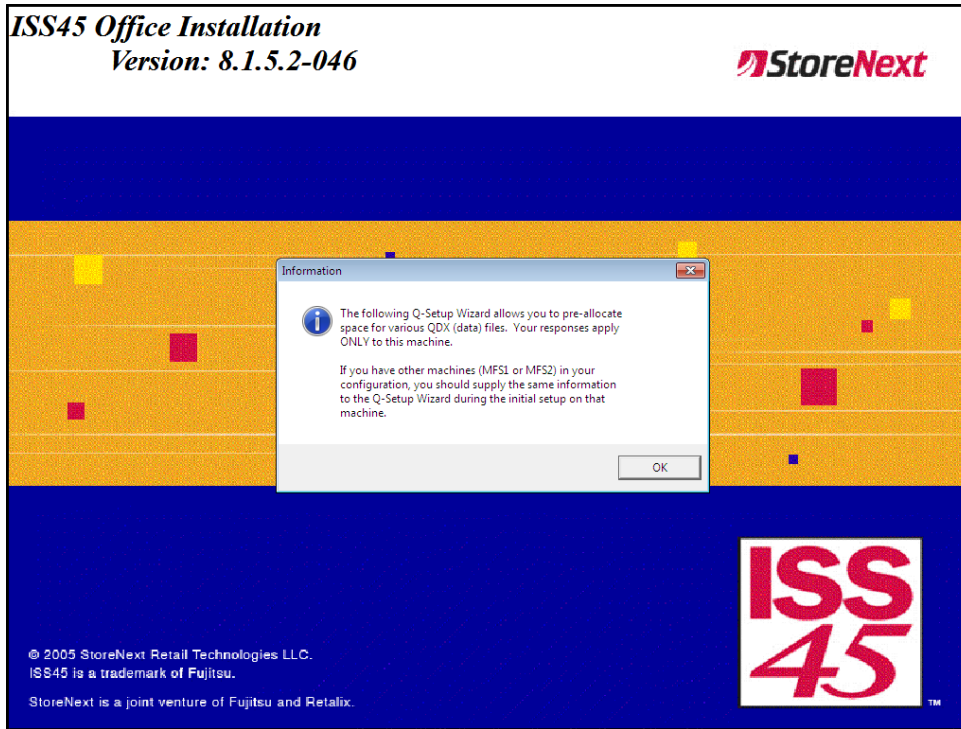 ISS45 Office Installation
Version: 8.1.5.2-046
StoreNext
Information
The following Q-Setup Wizard allows you to pre-allocate
space for various QDX (data) files.  Your responses apply
ONLY to this machine.
If you have other machines (MFS1 or MFS2) in your
configuration, you should supply the same information
to the Q-Setup Wizard during the initial setup on that
machine.
OK
ISS
45
TM
© 2005 StoreNext Retail Technologies LLC.
ISS45 is a trademark of Fujitsu.
StoreNext is a joint venture of Fujitsu and Retalix.